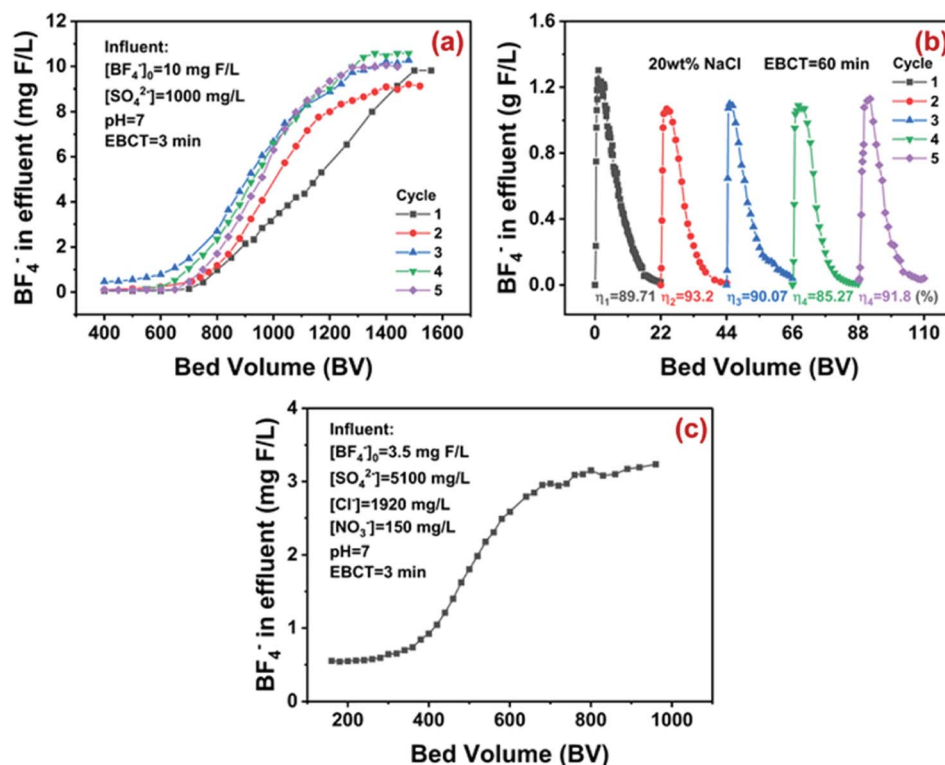 (a)
Influent:
[BF₄⁻]₀=10 mg F/L
[SO₄²⁻]=1000 mg/L
pH=7
EBCT=3 min
Cycle
1
2
3
4
5
BF₄⁻ in effluent (mg F/L)
12
10
8
6
4
2
0
400 600 800 1000 1200 1400 1600
Bed Volume (BV)
(b)
20wt% NaCl EBCT=60 min Cycle
1
2
3
4
5
BF₄⁻ in effluent (g F/L)
1.6
1.2
0.8
0.4
0.0
η₁=89.71 η₂=93.2 η₃=90.07 η₄=85.27 η₄=91.8 (%)
0 22 44 66 88 110
Bed Volume (BV)
(c)
Influent:
[BF₄⁻]₀=3.5 mg F/L
[SO₄²⁻]=5100 mg/L
[Cl⁻]=1920 mg/L
[NO₃⁻]=150 mg/L
pH=7
EBCT=3 min
BF₄⁻ in effluent (mg F/L)
4
3
2
1
0
200 400 600 800 1000
Bed Volume (BV)